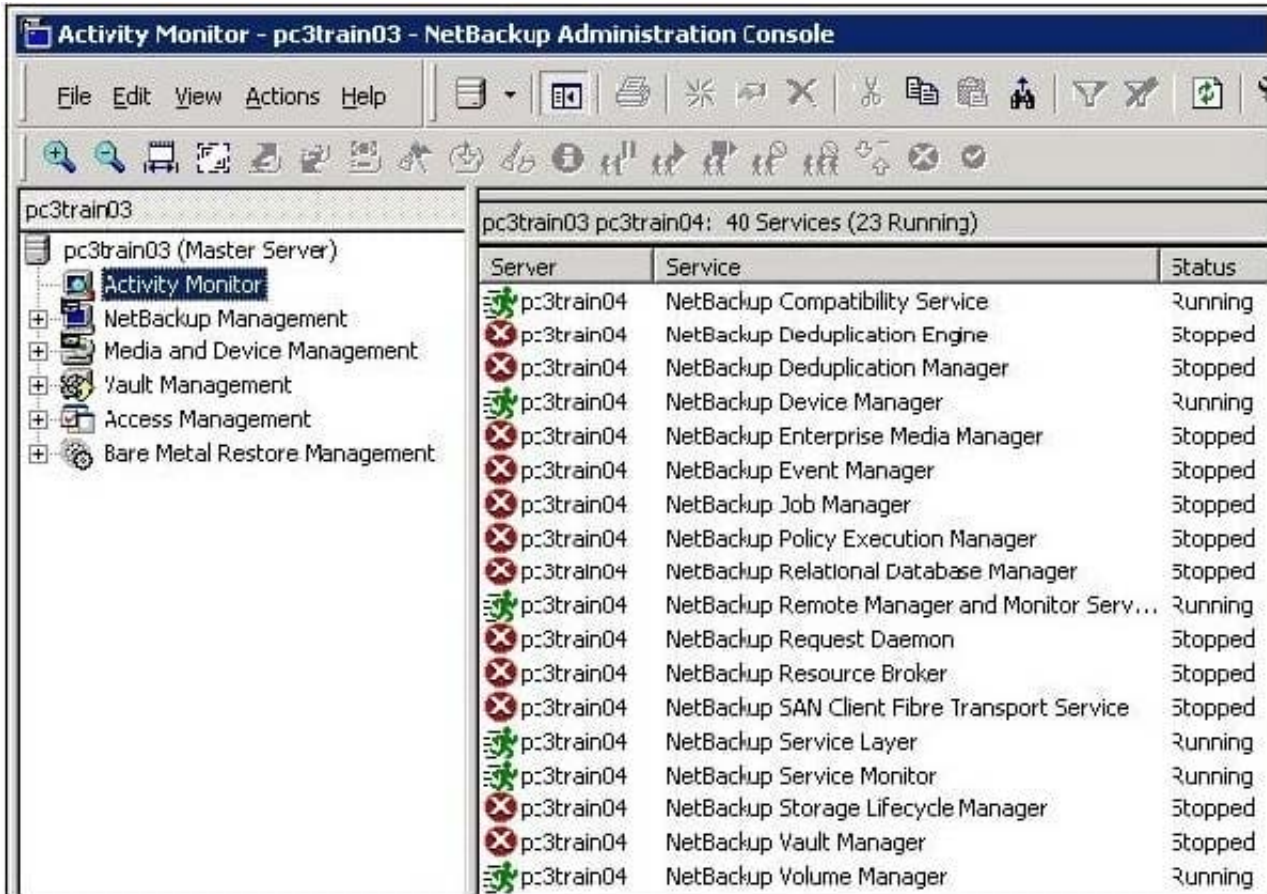 Activity Monitor - pc3train03 - NetBackup Administration Console
File Edit View Actions Help
pc3train03
pc3train03 (Master Server)
Activity Monitor
NetBackup Management
Media and Device Management
Vault Management
Access Management
Bare Metal Restore Management
pc3train03 pc3train04: 40 Services (23 Running)
Server Service Status
pc3train04 NetBackup Compatibility Service Running
pc3train04 NetBackup Deduplication Engine Stopped
pc3train04 NetBackup Deduplication Manager Stopped
pc3train04 NetBackup Device Manager Running
pc3train04 NetBackup Enterprise Media Manager Stopped
pc3train04 NetBackup Event Manager Stopped
pc3train04 NetBackup Job Manager Stopped
pc3train04 NetBackup Policy Execution Manager Stopped
pc3train04 NetBackup Relational Database Manager Stopped
pc3train04 NetBackup Remote Manager and Monitor Serv... Running
pc3train04 NetBackup Request Daemon Stopped
pc3train04 NetBackup Resource Broker Stopped
pc3train04 NetBackup SAN Client Fibre Transport Service Stopped
pc3train04 NetBackup Service Layer Running
pc3train04 NetBackup Service Monitor Running
pc3train04 NetBackup Storage Lifecycle Manager Stopped
pc3train04 NetBackup Vault Manager Stopped
pc3train04 NetBackup Volume Manager Running